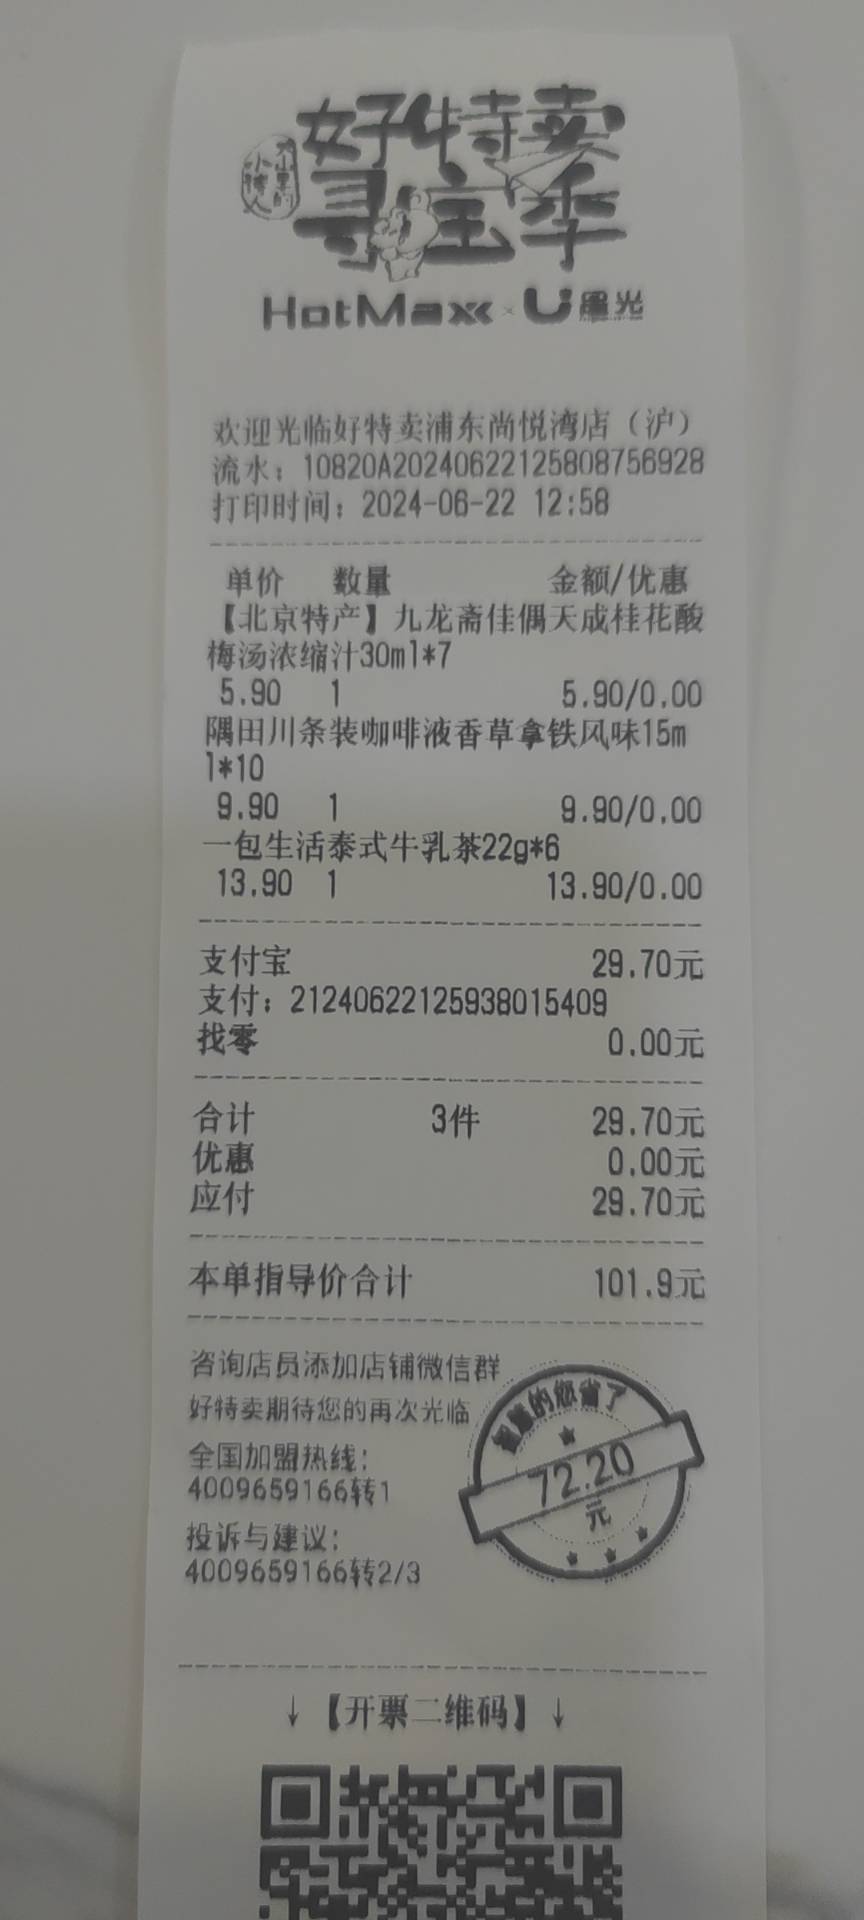 好特卖
大小黑的
小孩人
寻宝季
HotMaxx × U星光
欢迎光临好特卖浦东尚悦湾店（沪）
流水：10820A20240622125808756928
打印时间：2024-06-22 12:58
单价 数量 金额/优惠
【北京特产】九龙斋佳偶天成桂花酸
梅汤浓缩汁30ml*7
5.90 1 5.90/0.00
隅田川条装咖啡液香草拿铁风味15m
l*10
9.90 1 9.90/0.00
一包生活泰式牛乳茶22g*6
13.90 1 13.90/0.00
支付宝 29.70元
支付：21240622125938015409
找零 0.00元
合计 3件 29.70元
优惠 0.00元
应付 29.70元
本单指导价合计 101.9元
咨询店员添加店铺微信群
好特卖期待您的再次光临
全国加盟热线：
4009659166转1
投诉与建议：
4009659166转2/3
智慧的您省了
72.20
元
↓【开票二维码】↓